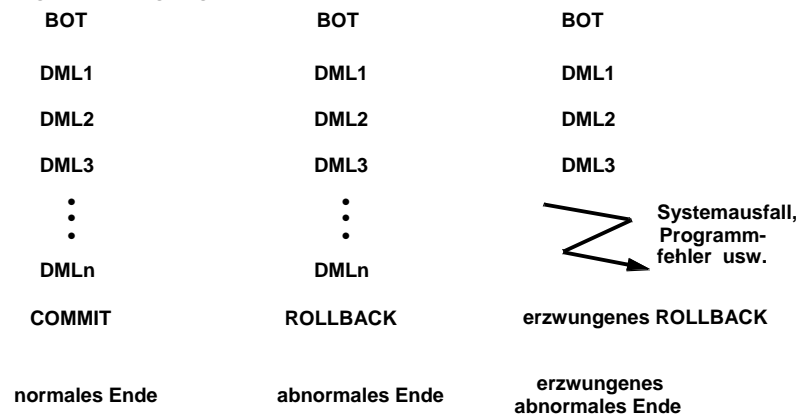 BOT BOT BOT
DML1 DML1 DML1
DML2 DML2 DML2
DML3 DML3 DML3
Systemausfall,
Programm-
fehler usw.
DMLn DMLn
COMMIT ROLLBACK erzwungenes ROLLBACK
normales Ende abnormales Ende erzwungenes
abnormales Ende